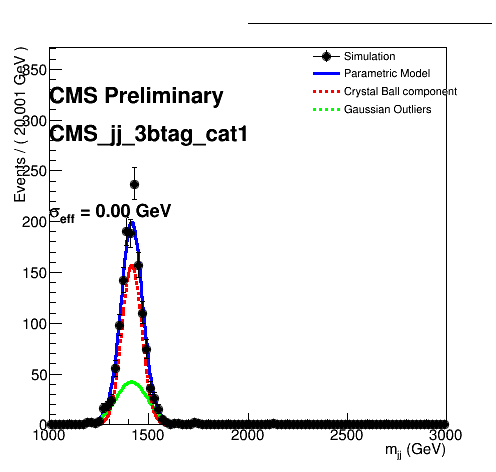 Simulation
Parametric Model
Crystal Ball component
Gaussian Outliers
CMS Preliminary
CMS_jj_3btag_cat1
σeff = 0.00 GeV
Events / ( 20.001 GeV )
350
300
250
200
150
100
50
0
1000 1500 2000 2500 3000
mjj (GeV)